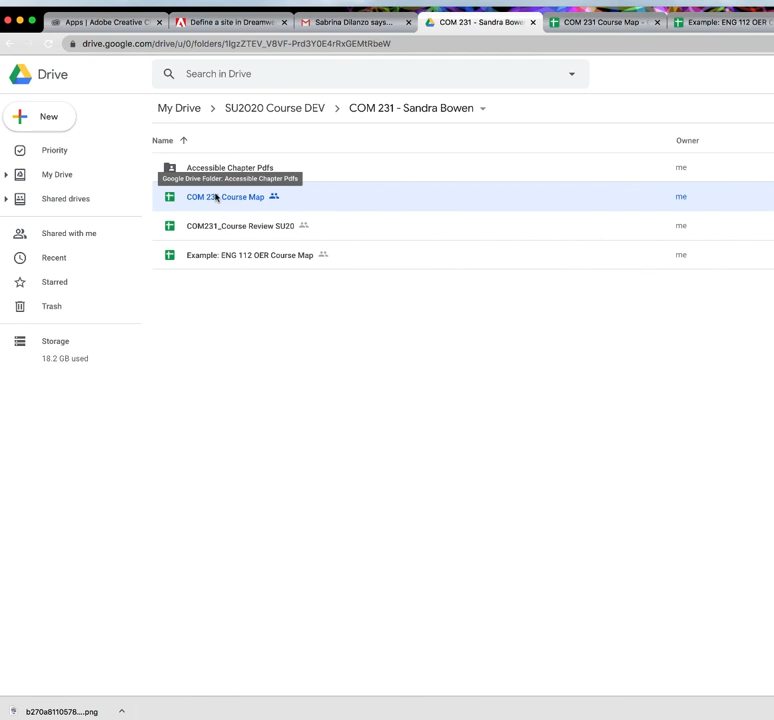 Apps | Adobe Creative C
Define a site in Dreamwe
Sabrina Dilanzo says...
COM 231 - Sandra Bowen
COM 231 Course Map -
Example: ENG 112 OER C
drive.google.com/drive/u/0/folders/1IgzZTEV_V8VF-Prd3Y0E4rRxGEMtRbeW
Drive
Search in Drive
New
My Drive
SU2020 Course DEV
COM 231 - Sandra Bowen
Name
Owner
Priority
My Drive
Shared drives
Shared with me
Recent
Starred
Trash
Storage
18.2 GB used
Accessible Chapter Pdfs
me
Google Drive Folder: Accessible Chapter Pdfs
COM 231 Course Map
me
COM231_Course Review SU20
me
Example: ENG 112 OER Course Map
me
b270a8110578....png